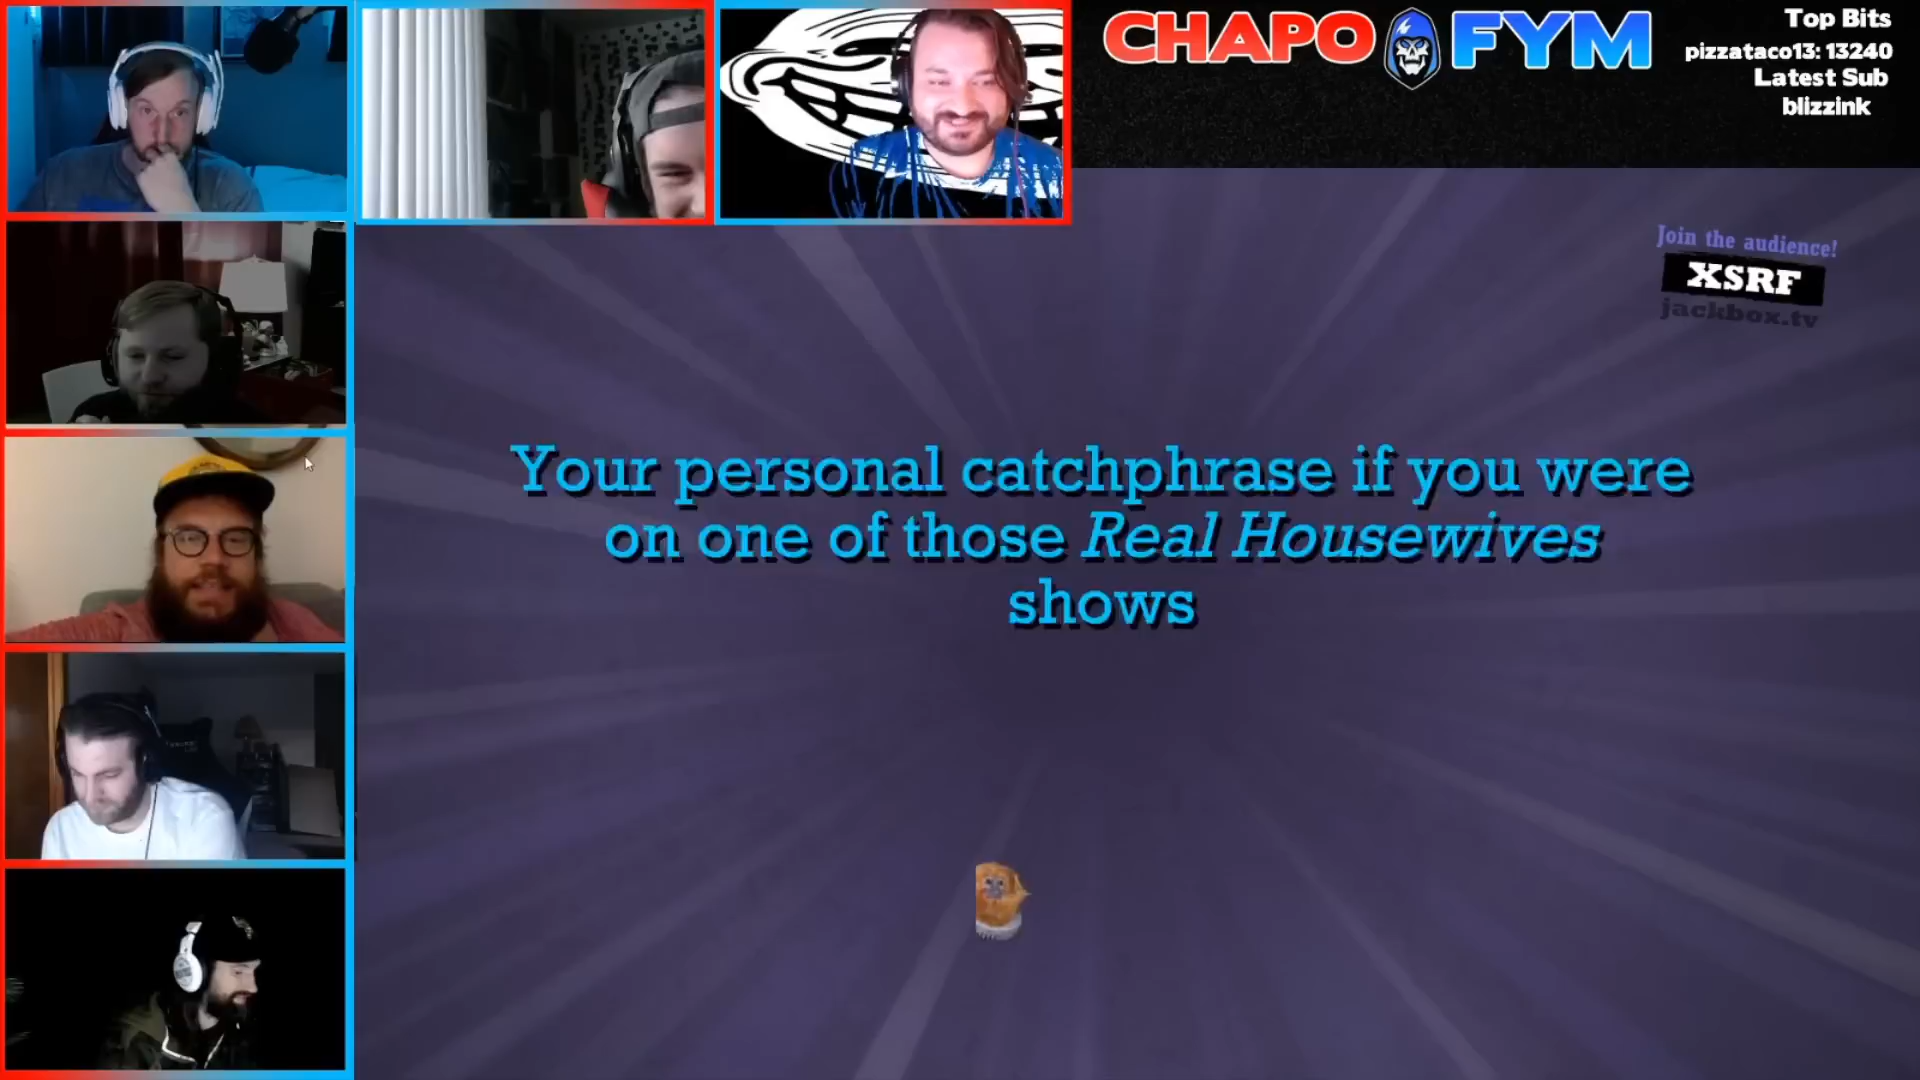 CHAPO FYM
Top Bits
pizzataco13: 13240
Latest Sub
blizzink
Join the audience!
XSRF
jackbox.tv
Your personal catchphrase if you were
on one of those Real Housewives
shows